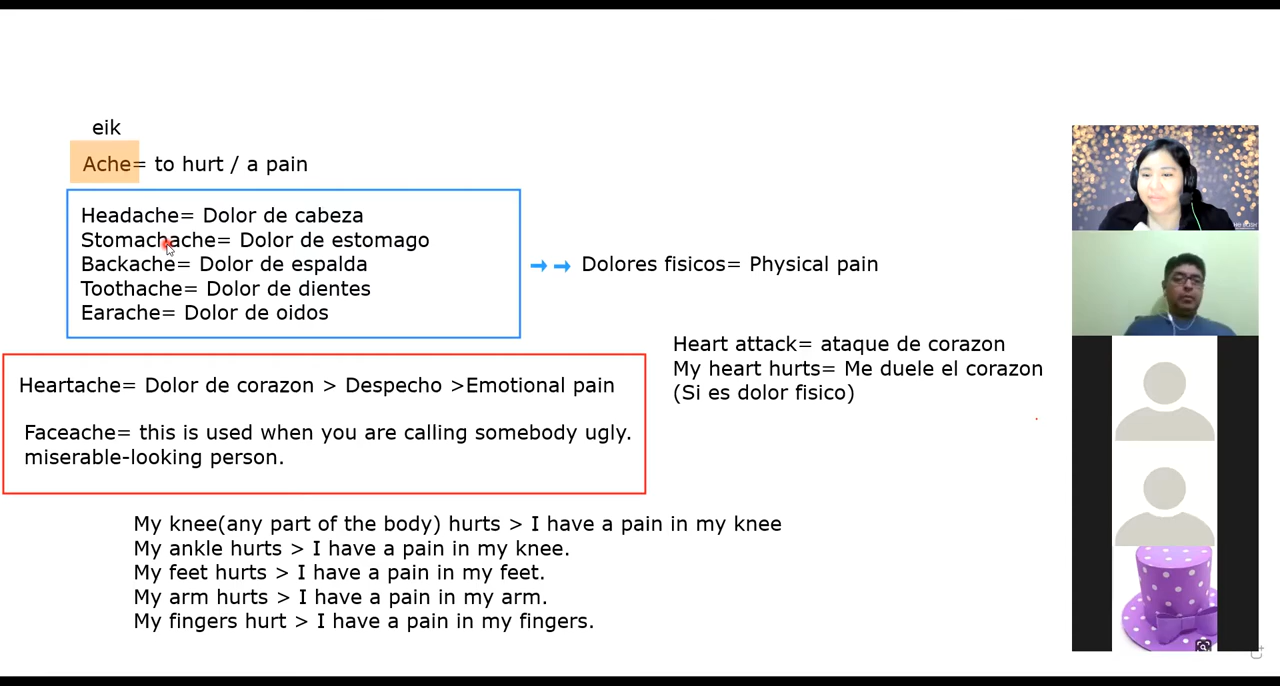 eik
Ache= to hurt / a pain
Headache= Dolor de cabeza
Stomachache= Dolor de estomago
Backache= Dolor de espalda
Toothache= Dolor de dientes
Earache= Dolor de oidos
Dolores fisicos= Physical pain
Heartache= Dolor de corazon > Despecho >Emotional pain
Faceache= this is used when you are calling somebody ugly.
miserable-looking person.
Heart attack= ataque de corazon
My heart hurts= Me duele el corazon
(Si es dolor fisico)
My knee(any part of the body) hurts > I have a pain in my knee
My ankle hurts > I have a pain in my knee.
My feet hurts > I have a pain in my feet.
My arm hurts > I have a pain in my arm.
My fingers hurt > I have a pain in my fingers.